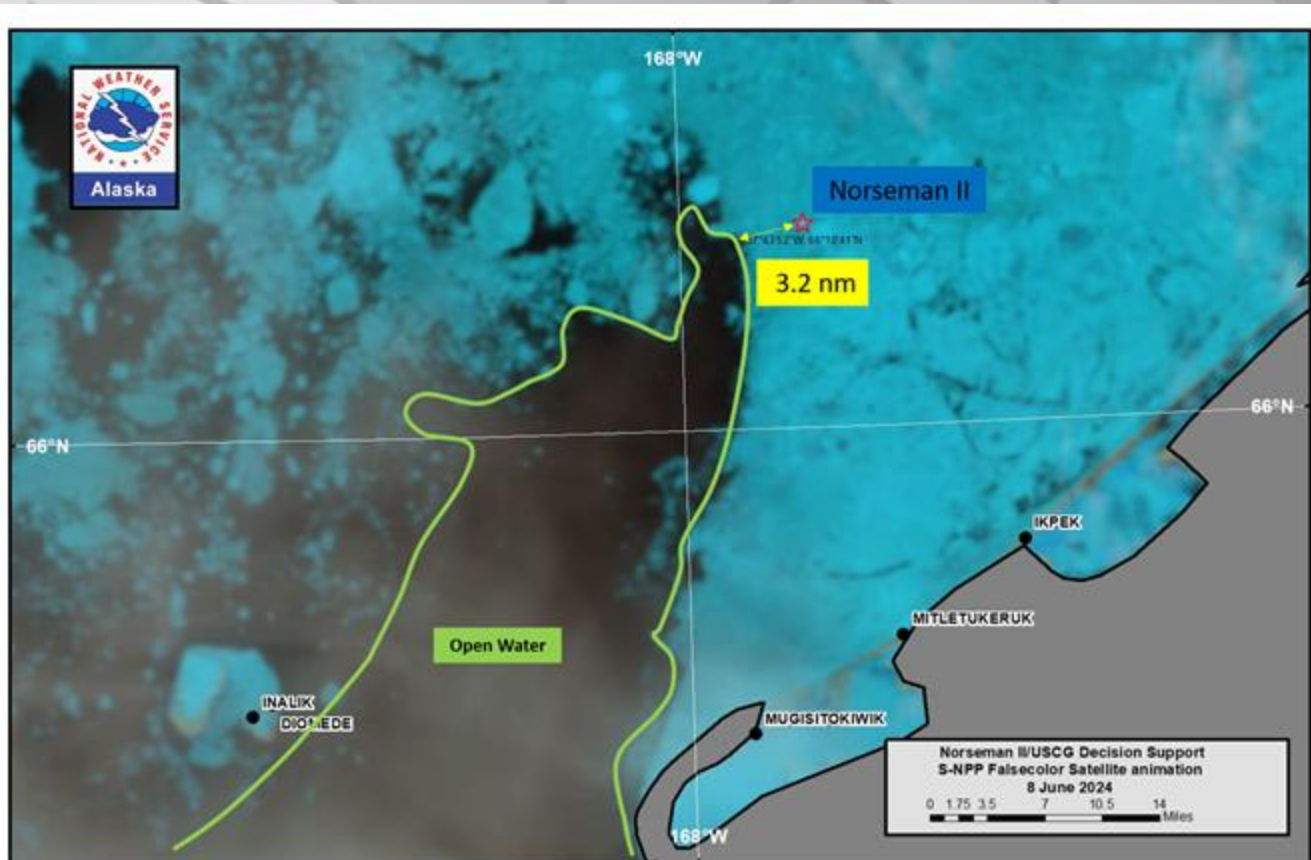 168°W
NATIONAL WEATHER SERVICE
Alaska
Norseman II
3.2 nm
66°N
66°N
IKPEK
MITLETUKERUK
Open Water
INALIK
DIOMEDE
MUGISITOKIWIK
Norseman II/USCG Decision Support
S-NPP Falsecolor Satellite animation
8 June 2024
0 1.75 3.5 7 10.5 14
Miles
168°W